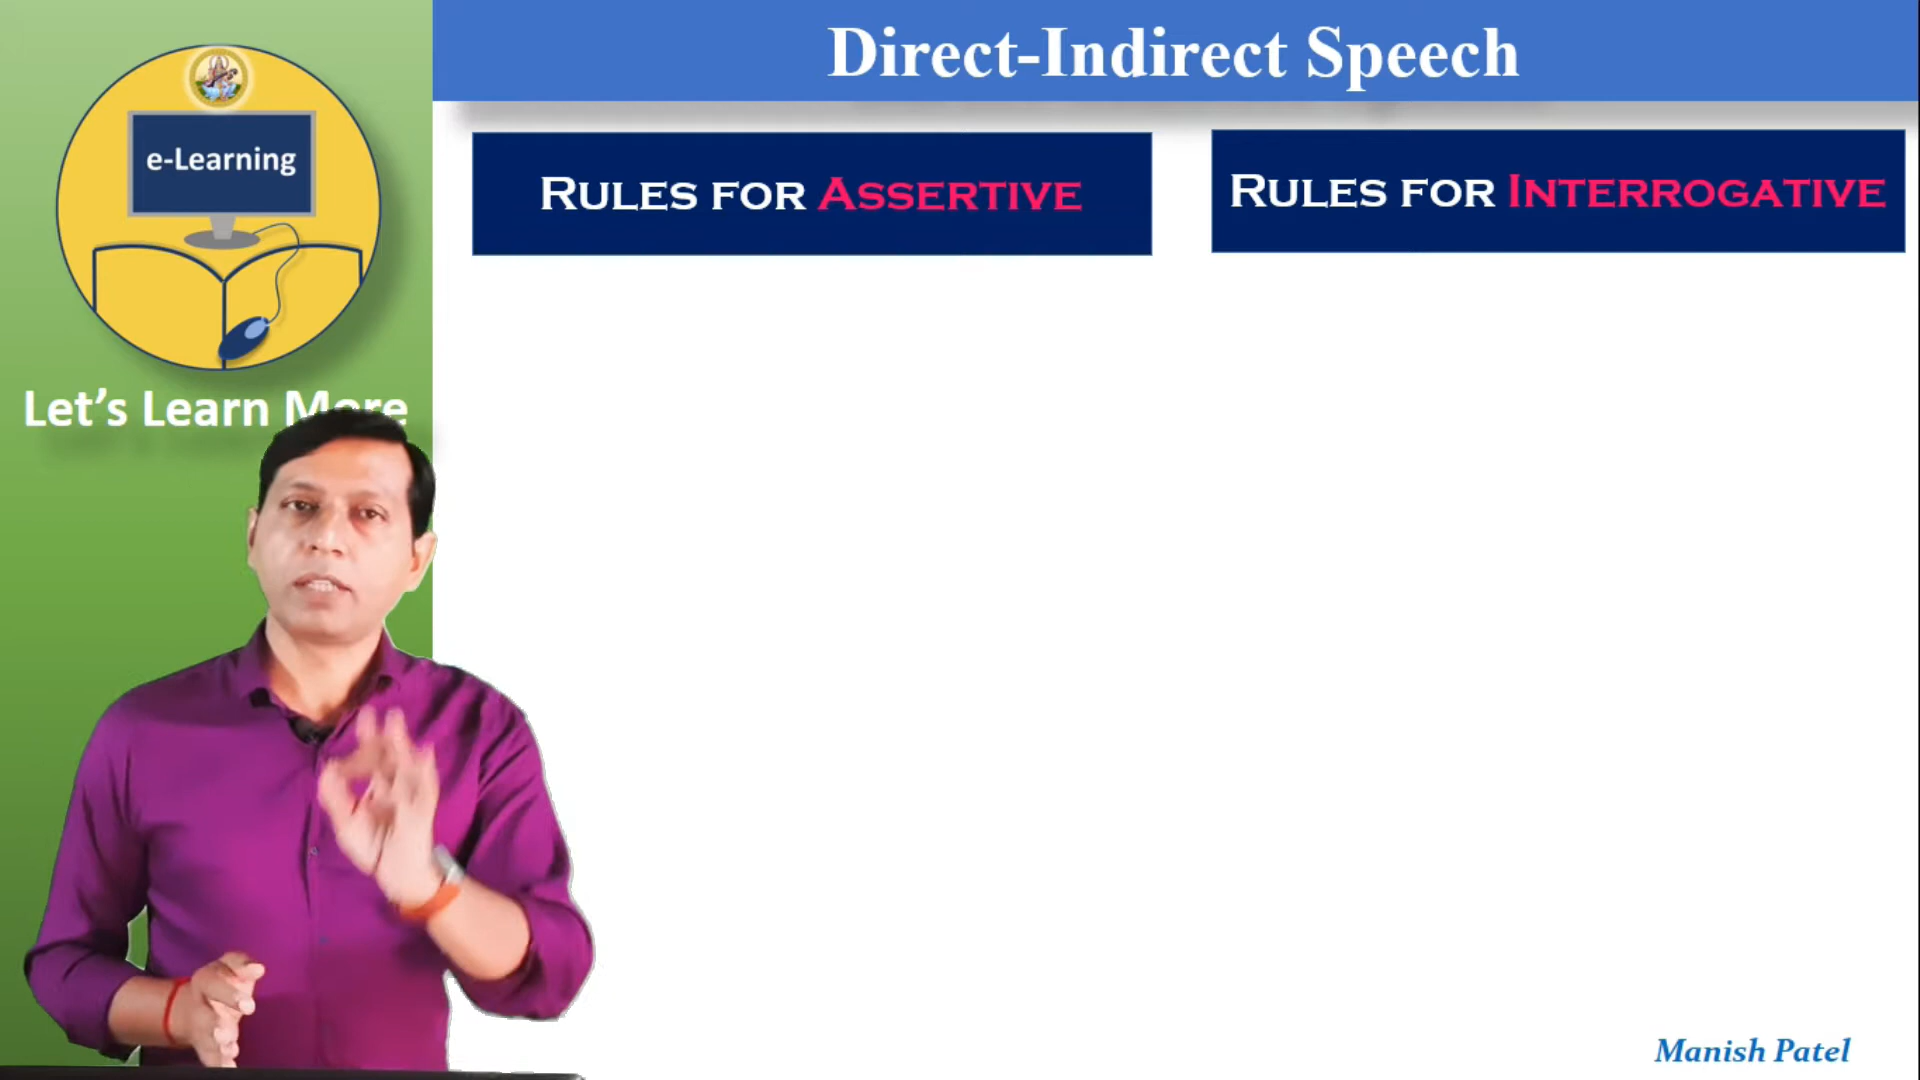 Direct-Indirect Speech
e-Learning
RULES FOR ASSERTIVE
RULES FOR INTERROGATIVE
Let's Learn More
Manish Patel